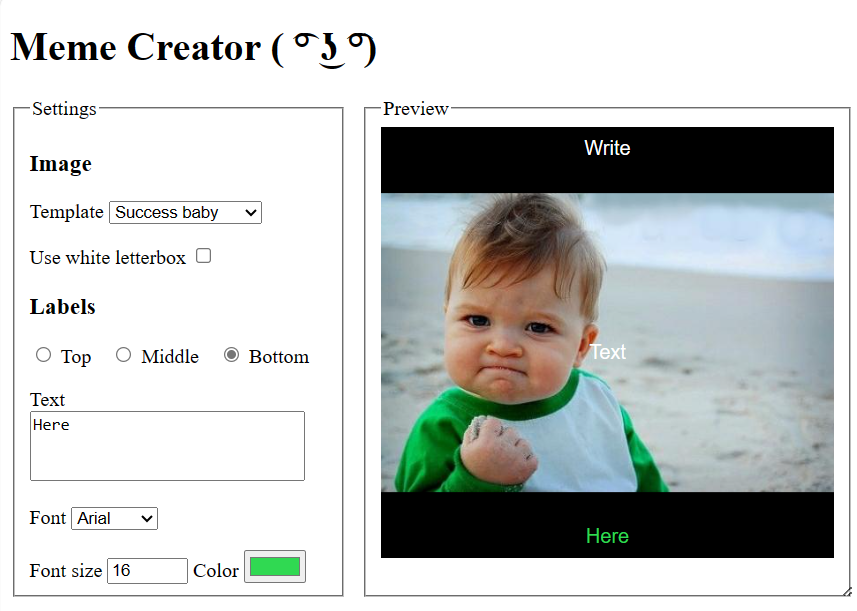 Meme Creator ( ͡° ͜ʖ ͡°)
Settings
Image
Template Success baby
Use white letterbox
Labels
Top Middle Bottom
Text
Here
Font Arial
Font size 16 Color
Preview
Write
Text
Here